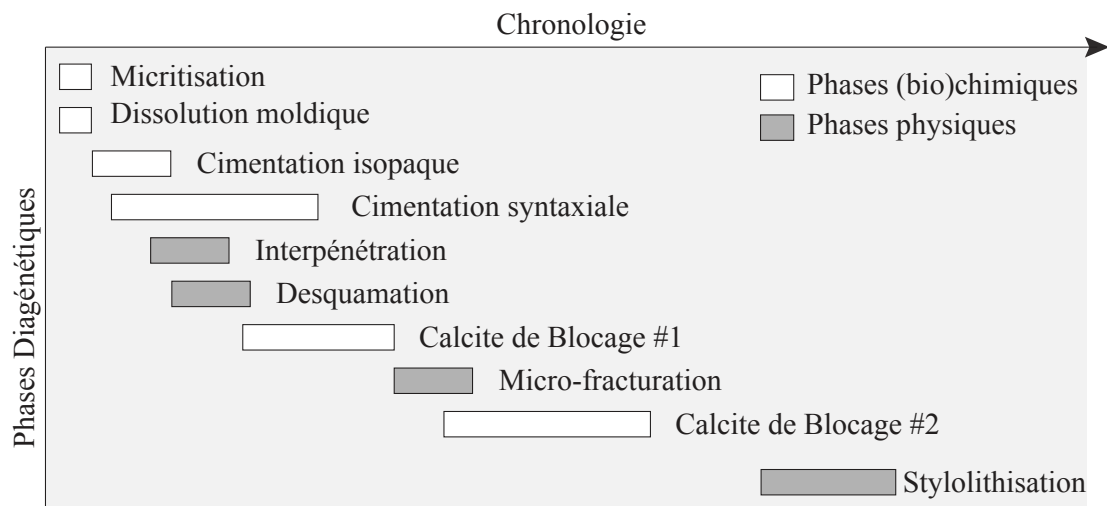 Chronologie
Micritisation
Phases (bio)chimiques
Dissolution moldique
Phases physiques
Cimentation isopaque
Cimentation syntaxiale
Interpénétration
Desquamation
Calcite de Blocage #1
Micro-fracturation
Calcite de Blocage #2
Stylolithisation
Phases Diagénétiques